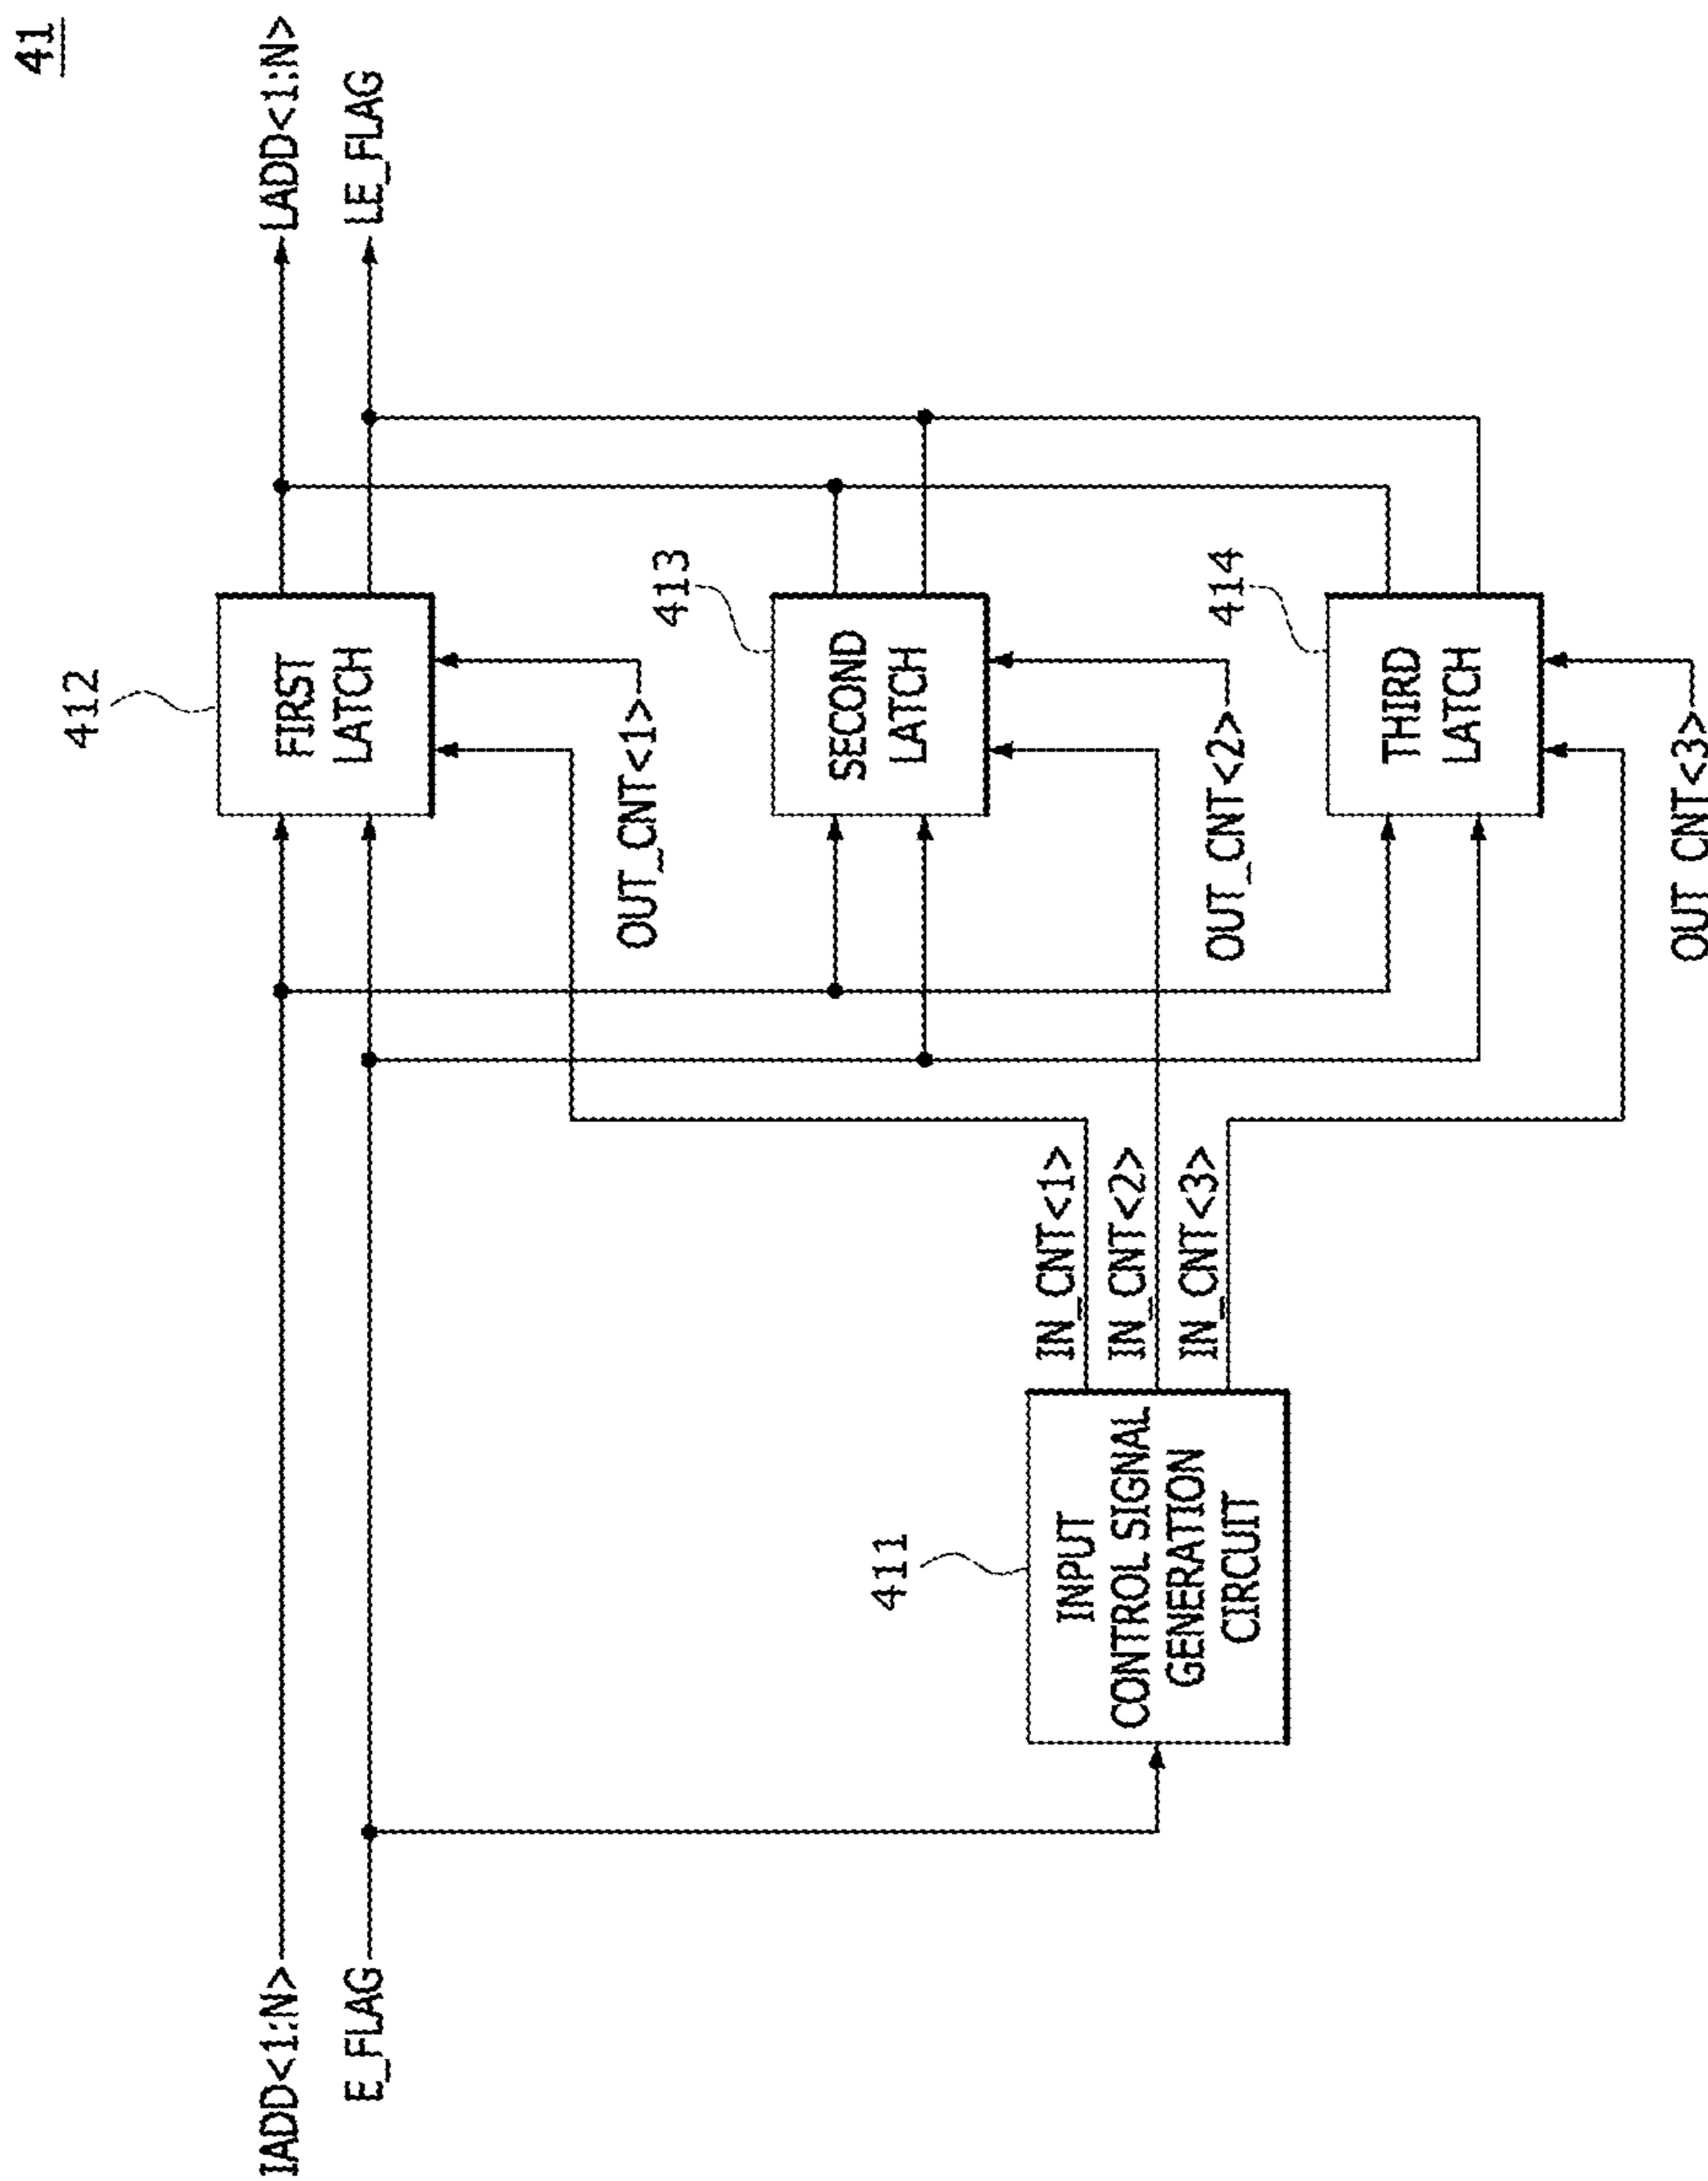 41
IADD<1:N>
E_FLAG
LADD<1:N>
LE_FLAG
412
FIRST
LATCH
OUT_CNT<1>
413
SECOND
LATCH
OUT_CNT<2>
414
THIRD
LATCH
OUT_CNT<3>
411
INPUT
CONTROL SIGNAL
GENERATION
CIRCUIT
IN_CNT<1>
IN_CNT<2>
IN_CNT<3>